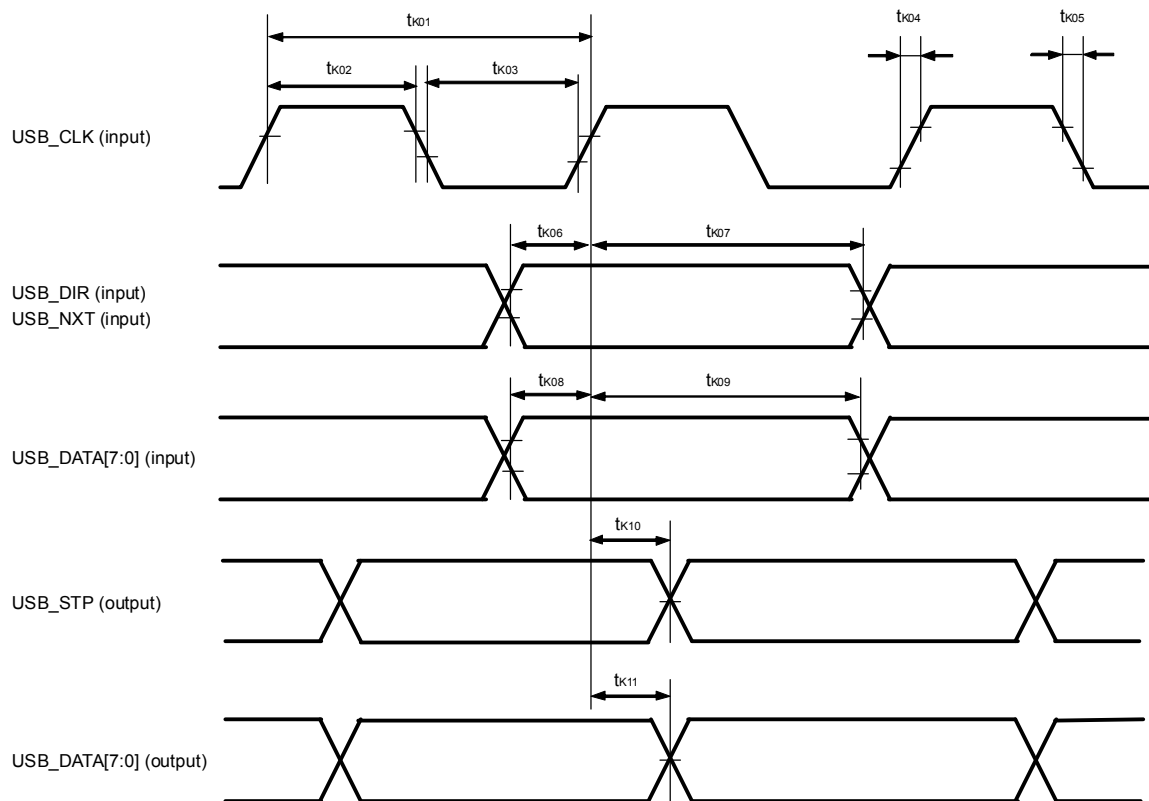 tK01
tK04
tK05
tK02
tK03
USB_CLK (input)
tK06
tK07
USB_DIR (input)
USB_NXT (input)
tK08
tK09
USB_DATA[7:0] (input)
tK10
USB_STP (output)
tK11
USB_DATA[7:0] (output)